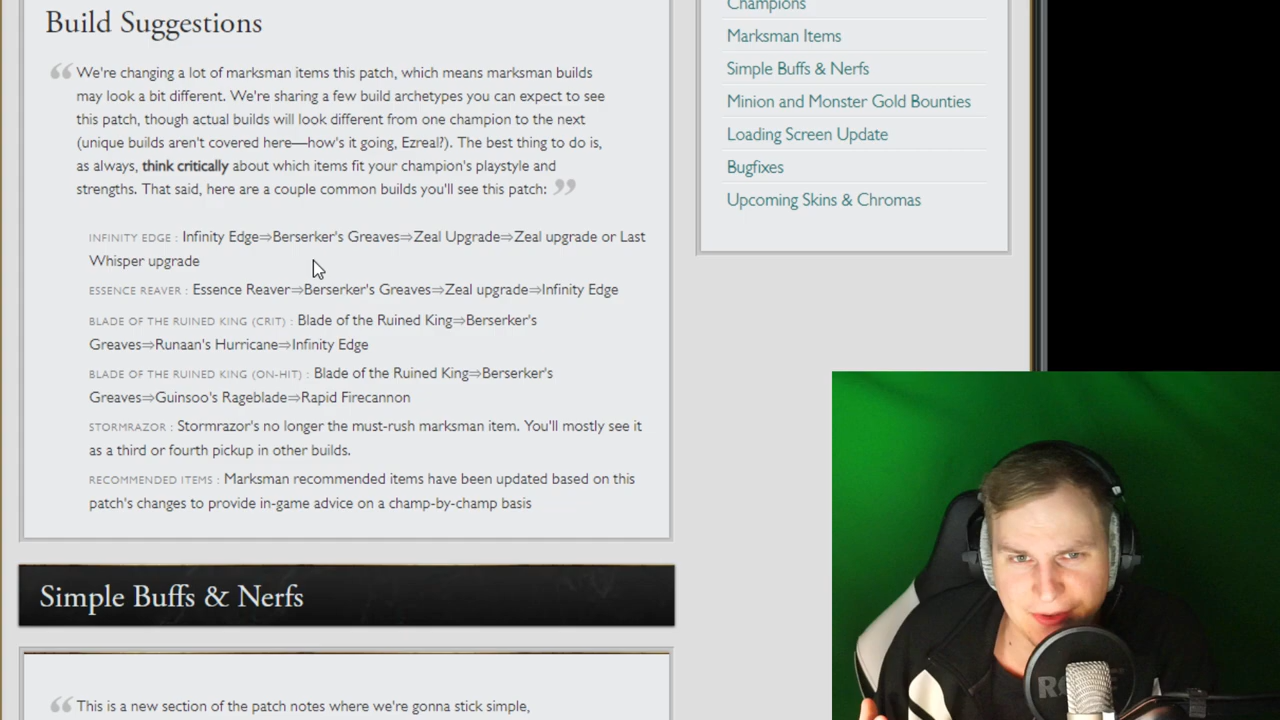 Build Suggestions
We're changing a lot of marksman items this patch, which means marksman builds
may look a bit different. We're sharing a few build archetypes you can expect to see
this patch, though actual builds will look different from one champion to the next
(unique builds aren't covered here—how's it going, Ezreal?). The best thing to do is,
as always, think critically about which items fit your champion's playstyle and
strengths. That said, here are a couple common builds you'll see this patch:
INFINITY EDGE : Infinity Edge⇒Berserker's Greaves⇒Zeal Upgrade⇒Zeal upgrade or Last
Whisper upgrade
ESSENCE REAVER : Essence Reaver⇒Berserker's Greaves⇒Zeal upgrade⇒Infinity Edge
BLADE OF THE RUINED KING (CRIT) : Blade of the Ruined King⇒Berserker's
Greaves⇒Runaan's Hurricane⇒Infinity Edge
BLADE OF THE RUINED KING (ON-HIT) : Blade of the Ruined King⇒Berserker's
Greaves⇒Guinsoo's Rageblade⇒Rapid Firecannon
STORMRAZOR : Stormrazor's no longer the must-rush marksman item. You'll mostly see it
as a third or fourth pickup in other builds.
RECOMMENDED ITEMS : Marksman recommended items have been updated based on this
patch's changes to provide in-game advice on a champ-by-champ basis
Simple Buffs & Nerfs
This is a new section of the patch notes where we're gonna stick simple,
Champions
Marksman Items
Simple Buffs & Nerfs
Minion and Monster Gold Bounties
Loading Screen Update
Bugfixes
Upcoming Skins & Chromas